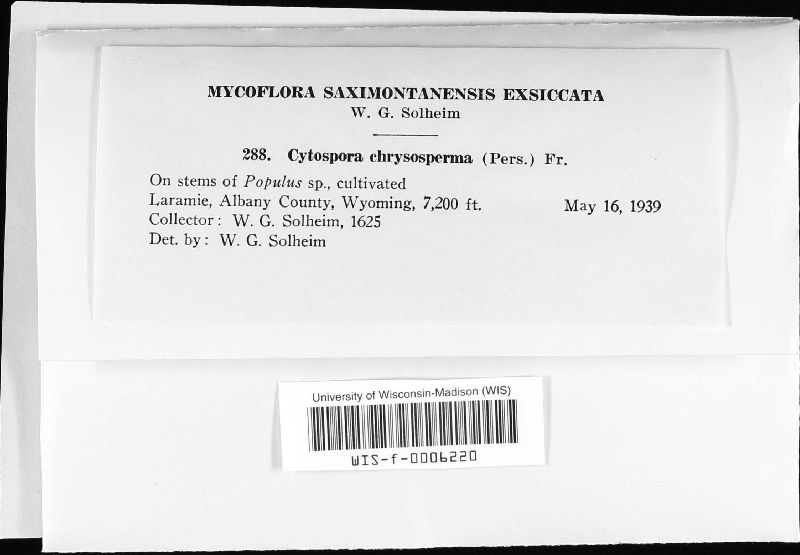 MYCOFLORA SAXIMONTANENSIS EXSICCATA
W. G. Solheim
288. Cytospora chrysosperma (Pers.) Fr.
On stems of Populus sp., cultivated
Laramie, Albany County, Wyoming, 7,200 ft. May 16, 1939
Collector: W. G. Solheim, 1625
Det. by: W. G. Solheim
University of Wisconsin-Madison (WIS)
WIS-f-0006220